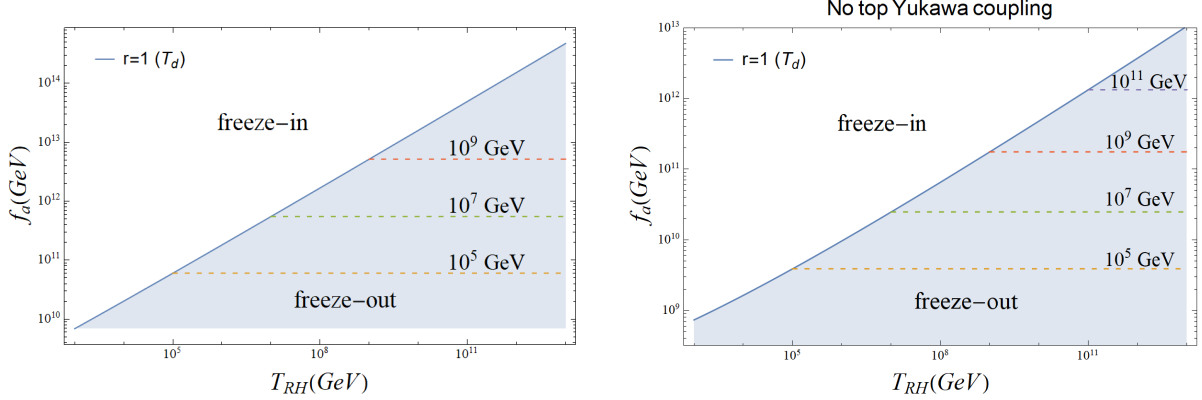 r=1 (T_d)
freeze-in
10^9 GeV
10^7 GeV
10^5 GeV
freeze-out
10^14
10^13
10^12
10^11
10^10
f_a(GeV)
10^5
10^8
10^11
T_RH(GeV)
No top Yukawa coupling
r=1 (T_d)
freeze-in
10^11 GeV
10^9 GeV
10^7 GeV
10^5 GeV
freeze-out
10^13
10^12
10^11
10^10
10^9
f_a(GeV)
10^5
10^8
10^11
T_RH(GeV)